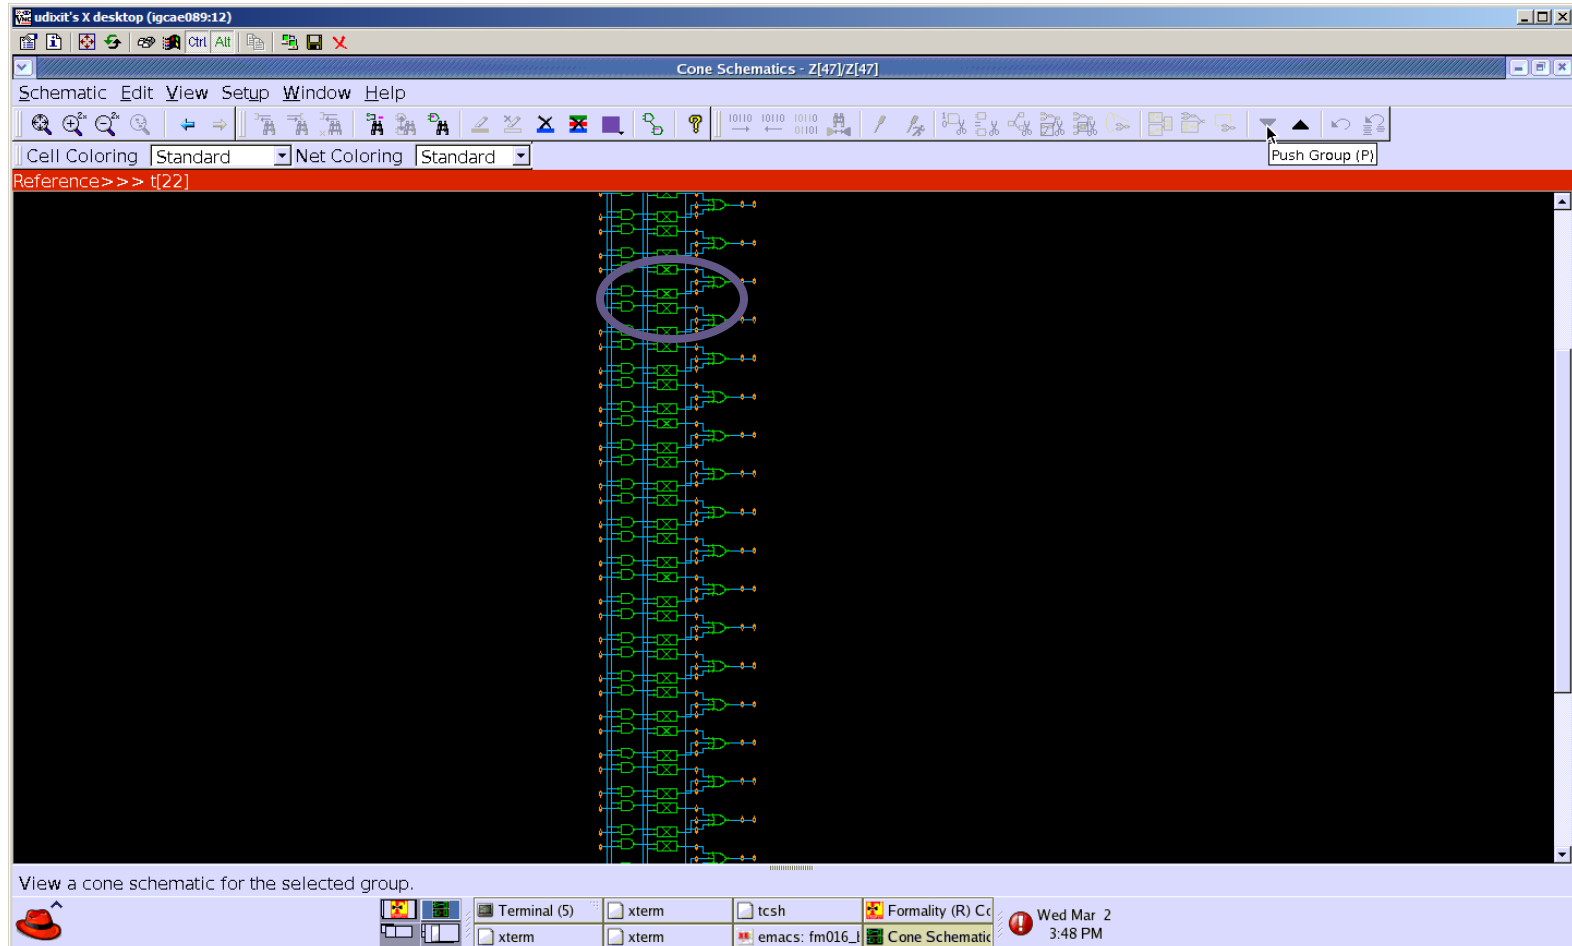 udixit's X desktop (igcae089:12)
Ctrl Alt
Cone Schematics - Z[47]/Z[47]
Schematic Edit View Setup Window Help
Cell Coloring Standard Net Coloring Standard
Push Group (P)
Reference>>> t[22]
View a cone schematic for the selected group.
Terminal (5) xterm tcsh Formality (R) Co
Wed Mar 2
3:48 PM
xterm xterm emacs: fm016_ Cone Schematic